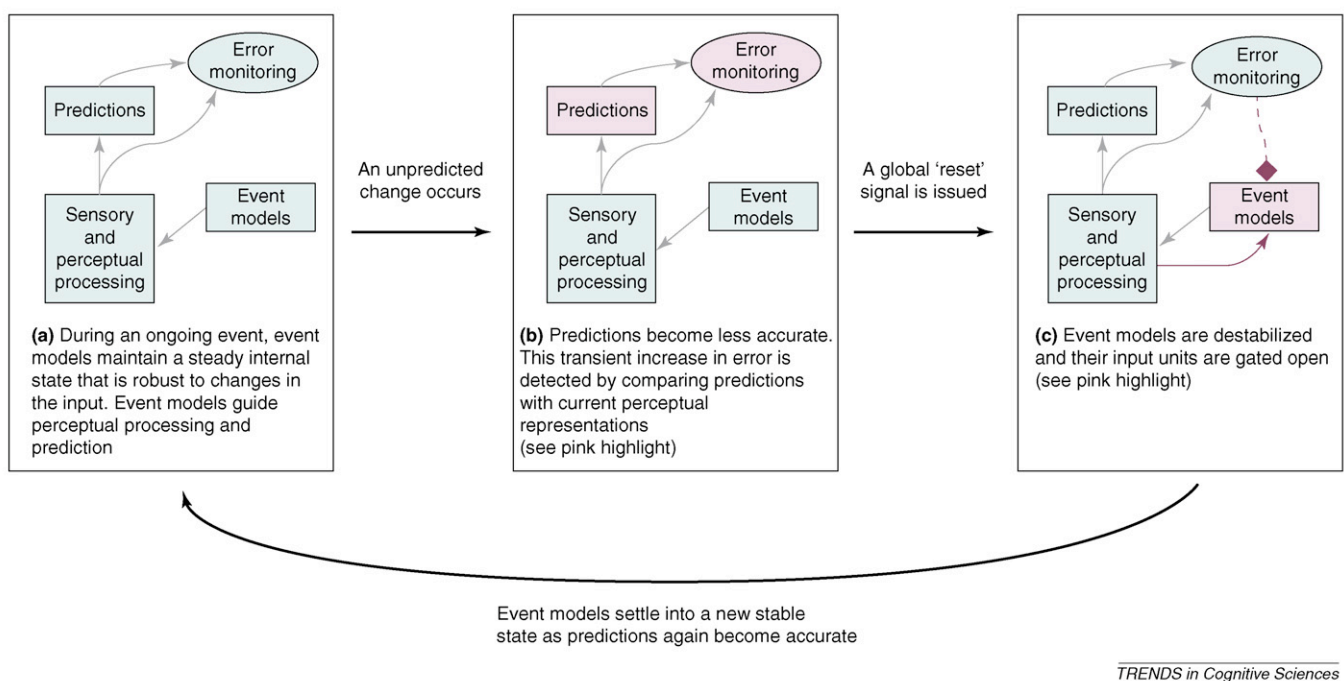 Error
monitoring
Predictions
Event
models
Sensory
and
perceptual
processing
(a) During an ongoing event, event
models maintain a steady internal
state that is robust to changes in
the input. Event models guide
perceptual processing and
prediction
An unpredicted
change occurs
Error
monitoring
Predictions
Event
models
Sensory
and
perceptual
processing
(b) Predictions become less accurate.
This transient increase in error is
detected by comparing predictions
with current perceptual
representations
(see pink highlight)
A global ‘reset’
signal is issued
Error
monitoring
Predictions
Event
models
Sensory
and
perceptual
processing
(c) Event models are destabilized
and their input units are gated open
(see pink highlight)
Event models settle into a new stable
state as predictions again become accurate
TRENDS in Cognitive Sciences